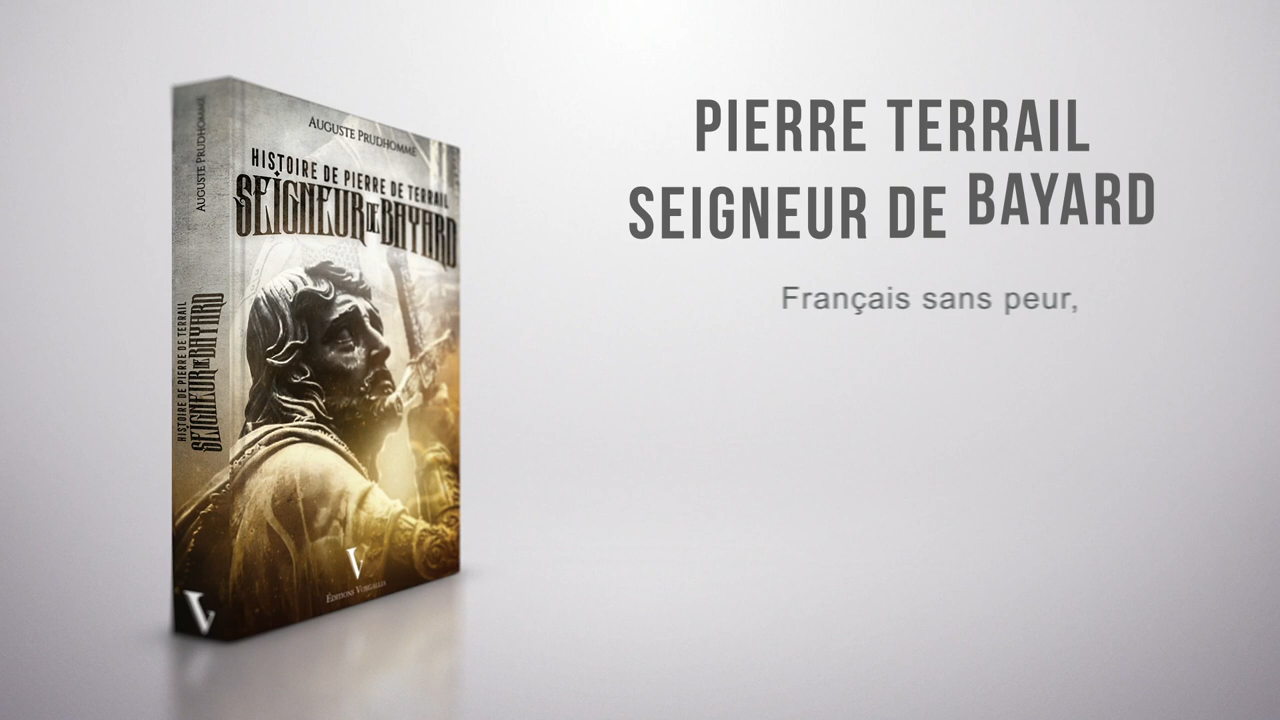 AUGUSTE PRUDHOMME
HISTOIRE DE PIERRE DE TERRAIL
SEIGNEUR DE BAYARD
V
ÉDITIONS VORGALLIA
AUGUSTE PRUDHOMME
HISTOIRE DE PIERRE DE TERRAIL
SEIGNEUR DE BAYARD
V
PIERRE TERRAIL
SEIGNEUR DE BAYARD
Français sans peur,